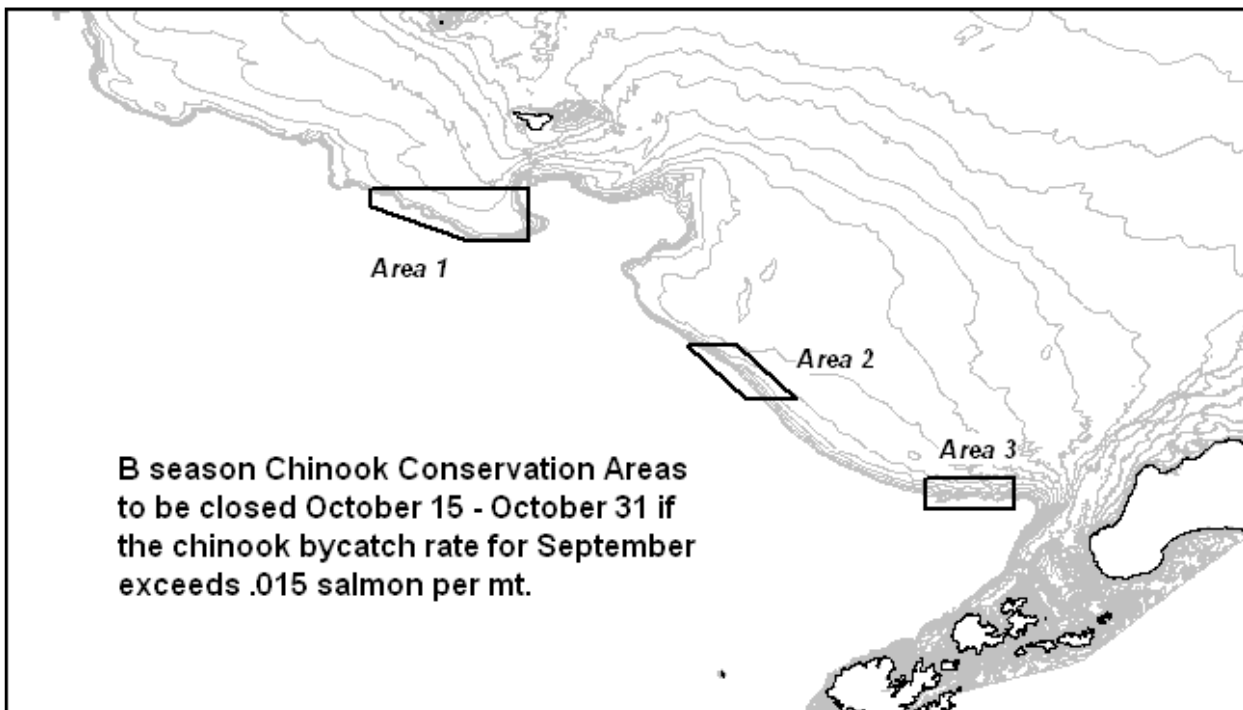 Area 1
Area 2
Area 3
B season Chinook Conservation Areas
to be closed October 15 - October 31 if
the chinook bycatch rate for September
exceeds .015 salmon per mt.